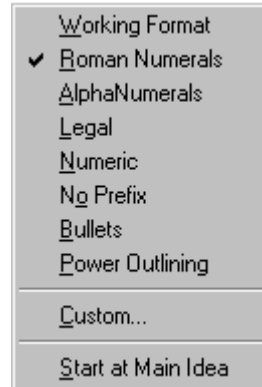 Working Format
Roman Numerals
AlphaNumerals
Legal
Numeric
No Prefix
Bullets
Power Outlining
Custom...
Start at Main Idea